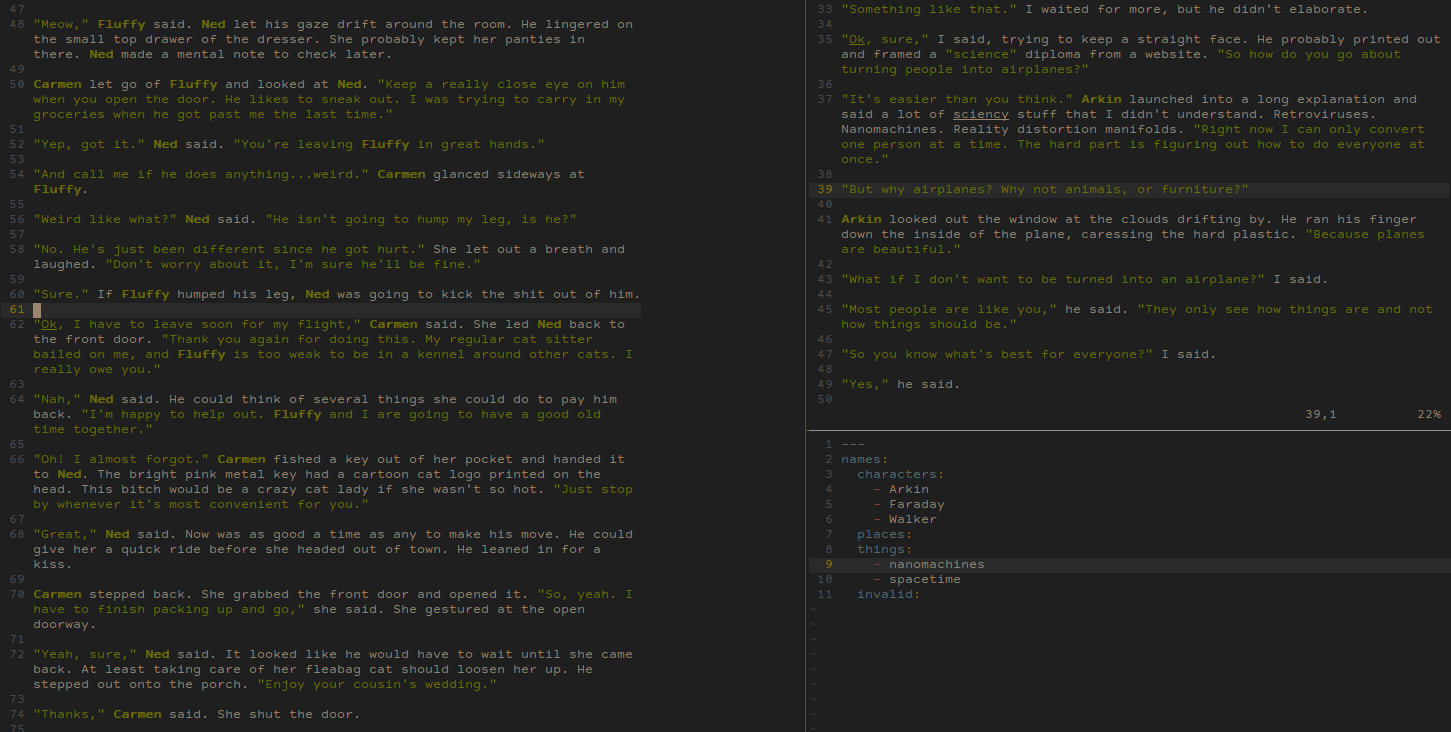 47
48 "Meow," Fluffy said. Ned let his gaze drift around the room. He lingered on
the small top drawer of the dresser. She probably kept her panties in
there. Ned made a mental note to check later.
49
50 Carmen let go of Fluffy and looked at Ned. "Keep a really close eye on him
when you open the door. He likes to sneak out. I was trying to carry in my
groceries when he got past me the last time."
51
52 "Yep, got it." Ned said. "You're leaving Fluffy in great hands."
53
54 "And call me if he does anything...weird." Carmen glanced sideways at
Fluffy.
55
56 "Weird like what?" Ned said. "He isn't going to hump my leg, is he?"
57
58 "No. He's just been different since he got hurt." She let out a breath and
laughed. "Don't worry about it, I'm sure he'll be fine."
59
60 "Sure." If Fluffy humped his leg, Ned was going to kick the shit out of him.
61
62 "Ok, I have to leave soon for my flight," Carmen said. She led Ned back to
the front door. "Thank you again for doing this. My regular cat sitter
bailed on me, and Fluffy is too weak to be in a kennel around other cats. I
really owe you."
63
64 "Nah," Ned said. He could think of several things she could do to pay him
back. "I'm happy to help out. Fluffy and I are going to have a good old
time together."
65
66 "Oh! I almost forgot." Carmen fished a key out of her pocket and handed it
to Ned. The bright pink metal key had a cartoon cat logo printed on the
head. This bitch would be a crazy cat lady if she wasn't so hot. "Just stop
by whenever it's most convenient for you."
67
68 "Great," Ned said. Now was as good a time as any to make his move. He could
give her a quick ride before she headed out of town. He leaned in for a
kiss.
69
70 Carmen stepped back. She grabbed the front door and opened it. "So, yeah. I
have to finish packing up and go," she said. She gestured at the open
doorway.
71
72 "Yeah, sure," Ned said. It looked like he would have to wait until she came
back. At least taking care of her fleabag cat should loosen her up. He
stepped out onto the porch. "Enjoy your cousin's wedding."
73
74 "Thanks," Carmen said. She shut the door.
75
33 "Something like that." I waited for more, but he didn't elaborate.
34
35 "Ok, sure," I said, trying to keep a straight face. He probably printed out
and framed a "science" diploma from a website. "So how do you go about
turning people into airplanes?"
36
37 "It's easier than you think." Arkin launched into a long explanation and
said a lot of sciency stuff that I didn't understand. Retroviruses.
Nanomachines. Reality distortion manifolds. "Right now I can only convert
one person at a time. The hard part is figuring out how to do everyone at
once."
38
39 "But why airplanes? Why not animals, or furniture?"
40
41 Arkin looked out the window at the clouds drifting by. He ran his finger
down the inside of the plane, caressing the hard plastic. "Because planes
are beautiful."
42
43 "What if I don't want to be turned into an airplane?" I said.
44
45 "Most people are like you," he said. "They only see how things are and not
how things should be."
46
47 "So you know what's best for everyone?" I said.
48
49 "Yes," he said.
50
39,1 22%
1 ---
2 names:
3 characters:
4 - Arkin
5 - Faraday
6 - Walker
7 places:
8 things:
9 - nanomachines
10 - spacetime
11 invalid:
~
~
~
~
~
~
~
~